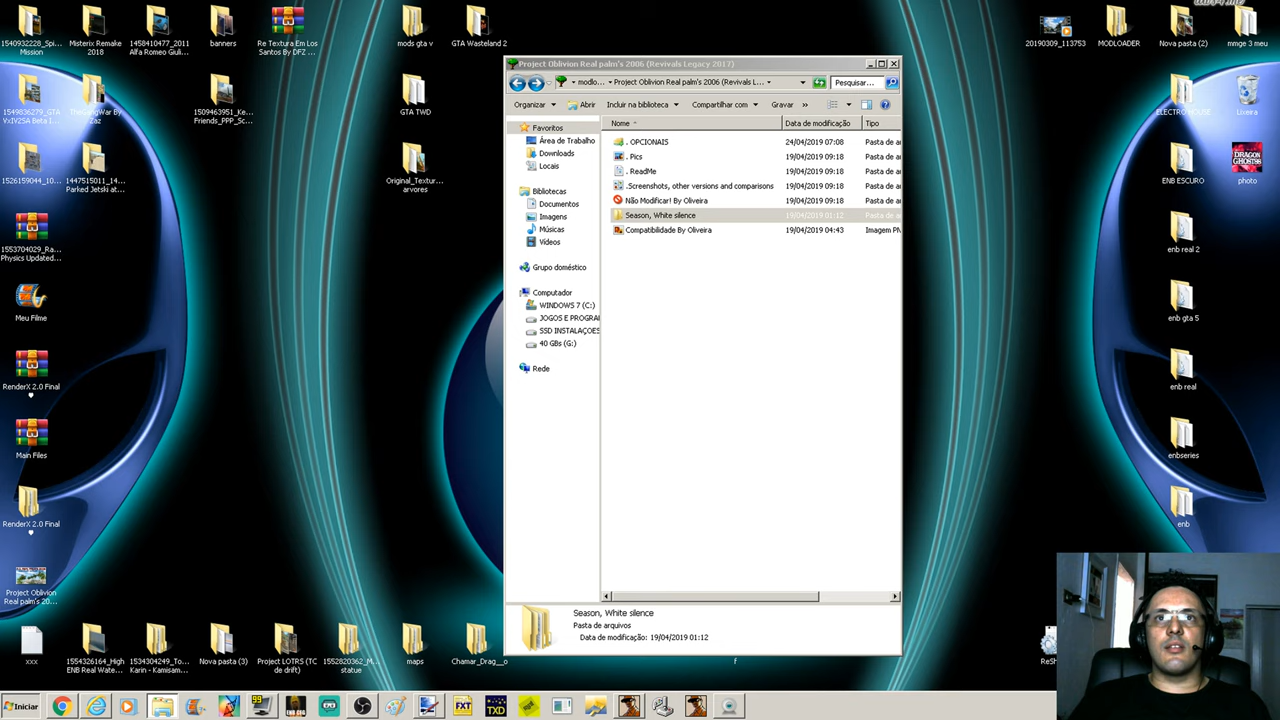 1540932228_Spi...
Mission
Misterix Remake
2018
1458410477_2011
Alfa Romeo Giuli...
banners
Re Textura Em Los
Santos By DFZ ...
mods gta v
GTA Wasteland 2
20190309_113753
MODLOADER
Nova pasta (2)
mmge 3 meu
1549836279_GTA
VxIV2SA Beta I...
Zaz
1509463951_Ke...
Friends_PPP_Sc...
GTA TWD
ELECTRO HOUSE
Lixeira
1526159044_10...
1447515011_14...
Parked Jetski at...
Original_Textur...
arvores
ENB ESCURO
photo
1553704029_Ra...
Physics Updated...
enb real 2
Meu Filme
enb gta 5
RenderX 2.0 Final
enb real
Main Files
enbseries
RenderX 2.0 Final
enb
Project Oblivion
Real palm's 20...
xxx
1554326164_High
ENB Real Wate...
1534304249_To...
Karin - Kamisam...
Nova pasta (3)
Project LOTRS (TC
de drift)
1552820362_M...
statue
maps
Chamar_Drag__o
f
ReSh
Project Oblivion Real palm's 2006 (Revivals Legacy 2017)
modlo...
Project Oblivion Real palm's 2006 (Revivals L...
Pesquisar...
Organizar
Abrir
Incluir na biblioteca
Compartilhar com
Gravar
»
Favoritos
Área de Trabalho
Downloads
Locais
Bibliotecas
Documentos
Imagens
Músicas
Vídeos
Grupo doméstico
Computador
WINDOWS 7 (C:)
JOGOS E PROGRA
SSD INSTALAÇOES
40 GBs (G:)
Rede
Nome
Data de modificação
Tipo
. OPCIONAIS
24/04/2019 07:08
Pasta de ar
. Pics
19/04/2019 09:18
Pasta de ar
. ReadMe
19/04/2019 09:18
Pasta de ar
.Screenshots, other versions and comparisons
19/04/2019 09:18
Pasta de ar
Não Modificar! By Oliveira
19/04/2019 09:18
Pasta de ar
Season, White silence
19/04/2019 01:12
Pasta de ar
Compatibilidade By Oliveira
19/04/2019 04:43
Imagem PN
Season, White silence
Pasta de arquivos
Data de modificação: 19/04/2019 01:12
Iniciar
99
TXD